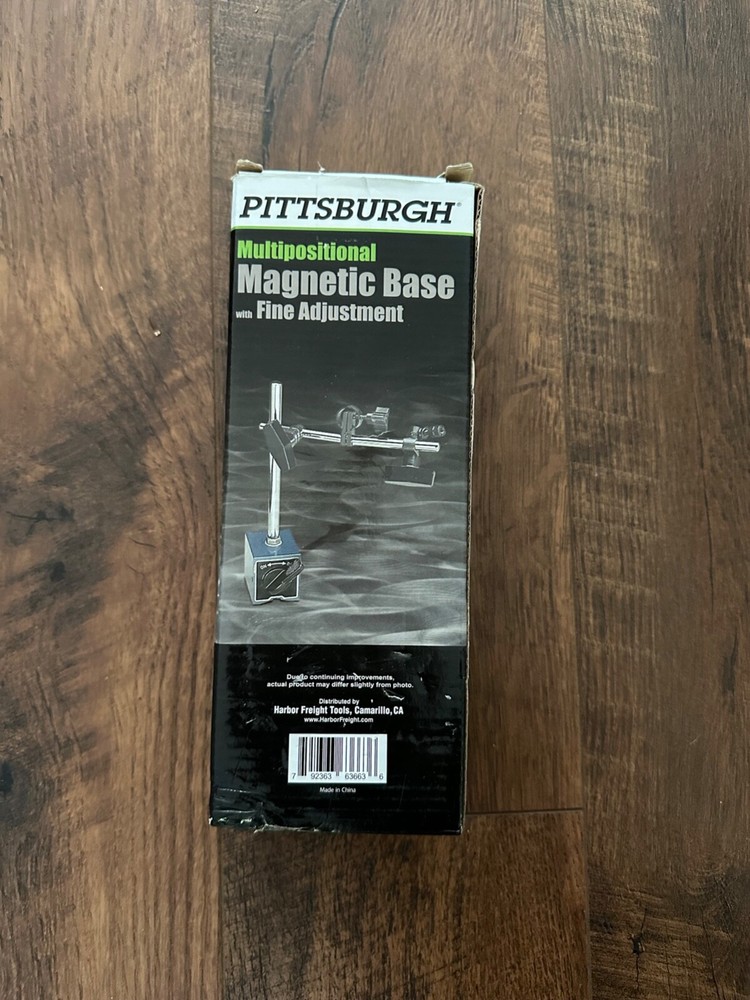 PITTSBURGH®
Multipositional
Magnetic Base
with Fine Adjustment
Due to continuing improvements,
actual product may differ slightly from photo.
Distributed by
Harbor Freight Tools, Camarillo, CA
www.HarborFreight.com
7 92363 63663 6
Made in China